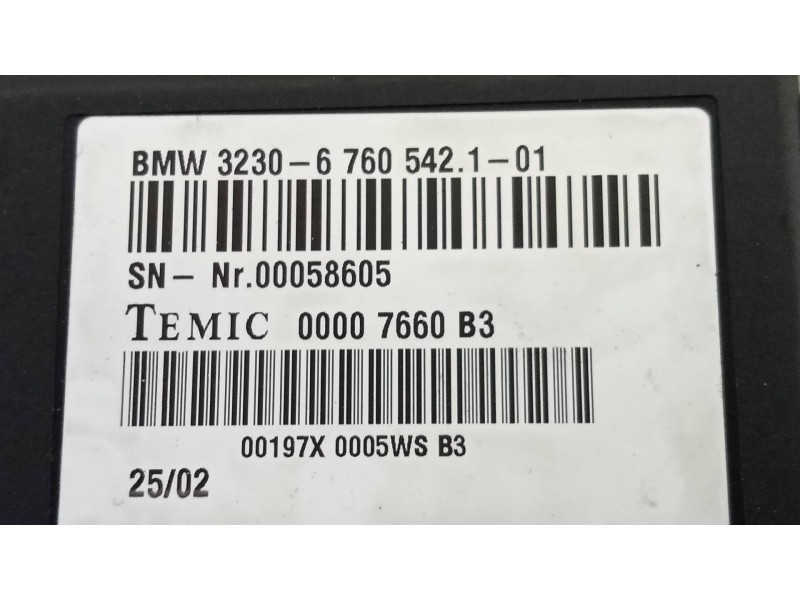 BMW 3230-6 760 542.1-01
SN- Nr.00058605
TEMIC 0000 7660 B3
00197X 0005WS B3
25/02